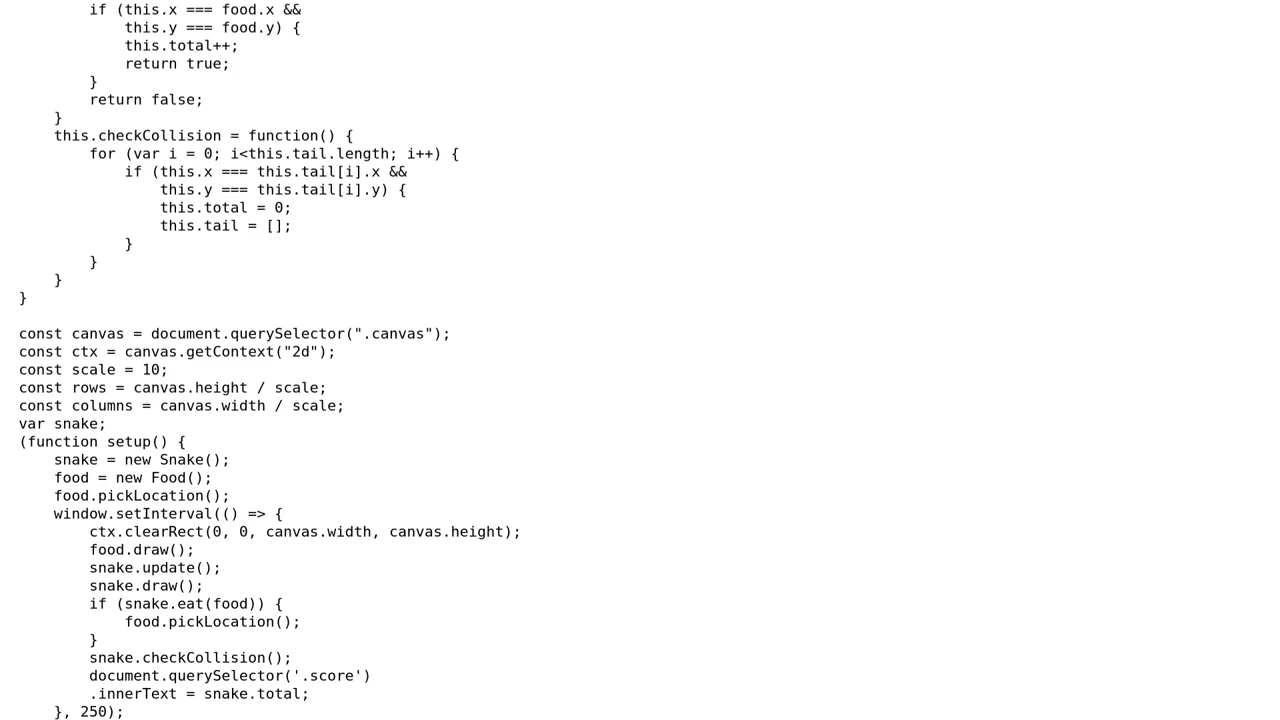 if (this.x === food.x &&
            this.y === food.y) {
            this.total++;
            return true;
        }
        return false;
    }
    this.checkCollision = function() {
        for (var i = 0; i<this.tail.length; i++) {
            if (this.x === this.tail[i].x &&
                this.y === this.tail[i].y) {
                this.total = 0;
                this.tail = [];
            }
        }
    }
}

const canvas = document.querySelector(".canvas");
const ctx = canvas.getContext("2d");
const scale = 10;
const rows = canvas.height / scale;
const columns = canvas.width / scale;
var snake;
(function setup() {
    snake = new Snake();
    food = new Food();
    food.pickLocation();
    window.setInterval(() => {
        ctx.clearRect(0, 0, canvas.width, canvas.height);
        food.draw();
        snake.update();
        snake.draw();
        if (snake.eat(food)) {
            food.pickLocation();
        }
        snake.checkCollision();
        document.querySelector('.score')
        .innerText = snake.total;
    }, 250);